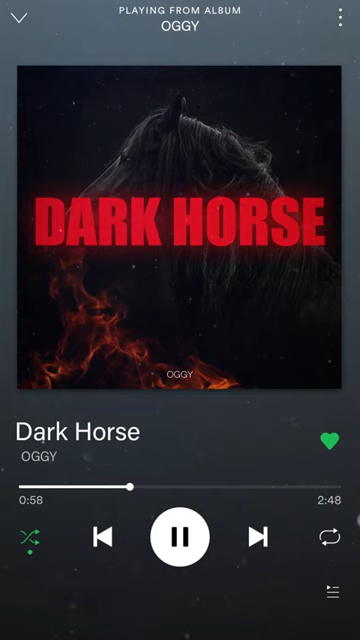 PLAYING FROM ALBUM
OGGY
DARK HORSE
OGGY
Dark Horse
OGGY
0:58
2:48